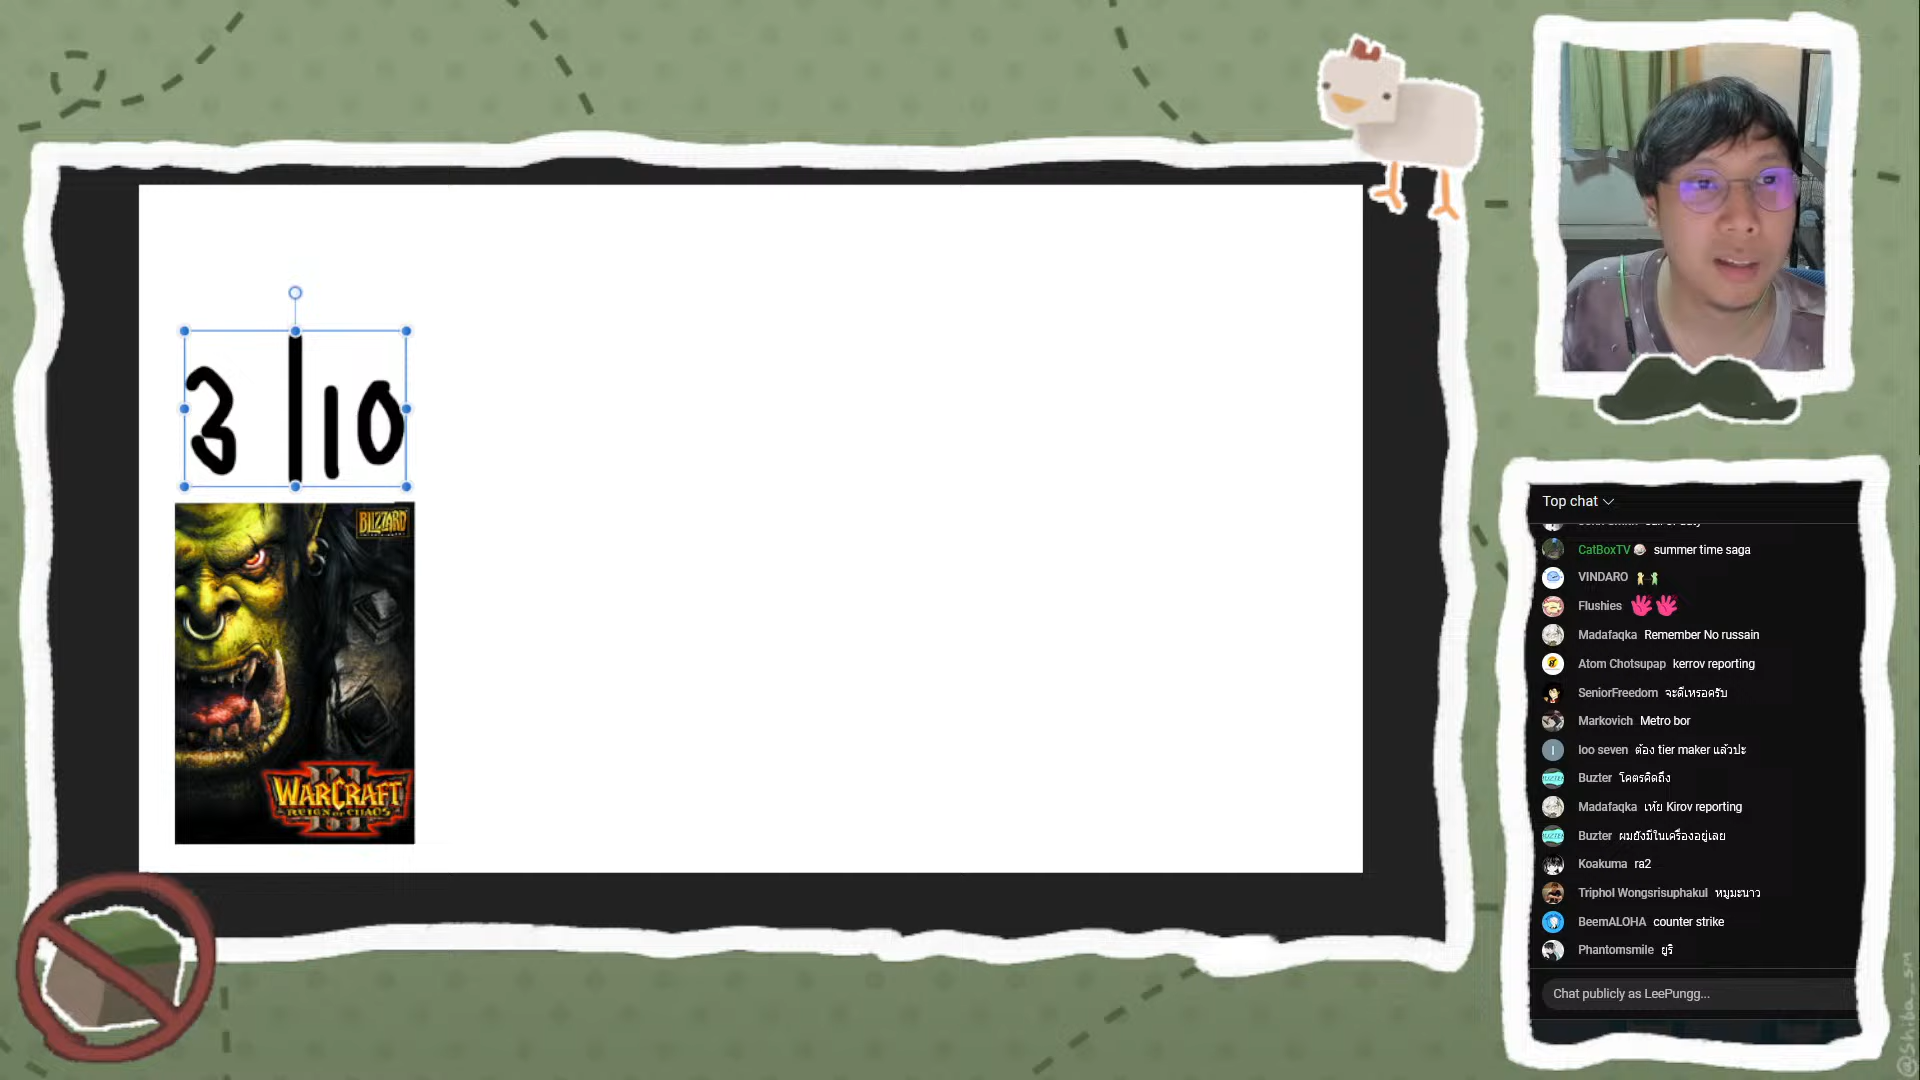 3 | 10
BLIZZARD
WARCRAFT
III
REIGN OF CHAOS
Top chat
CatBoxTV summer time saga
VINDARO
Flushies
Madafaqka Remember No russain
Atom Chotsupap kerrov reporting
SeniorFreedom จะดีเหรอครับ
Markovich Metro bor
loo seven ต้อง tier maker แล้วปะ
Buzter โคตรคิดถึง
Madafaqka เห้ย Kirov reporting
Buzter ผมยังมีในเครื่องอยู่เลย
Koakuma ra2
Triphol Wongsrisuphakul หมูมะนาว
BeemALOHA counter strike
Phantomsmile ยูริ
Chat publicly as LeePungg...
@Shiba_sm